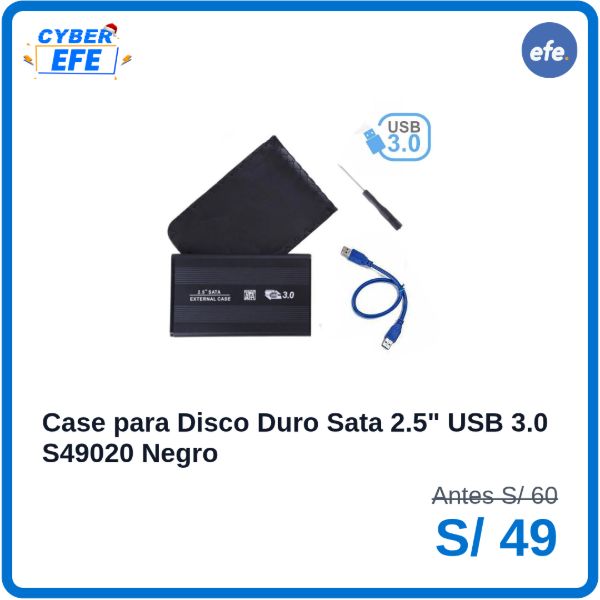 CYBER
EFE
efe.
USB
3.0
2.5" SATA
EXTERNAL CASE
3.0
Case para Disco Duro Sata 2.5" USB 3.0
S49020 Negro
Antes S/ 60
S/ 49